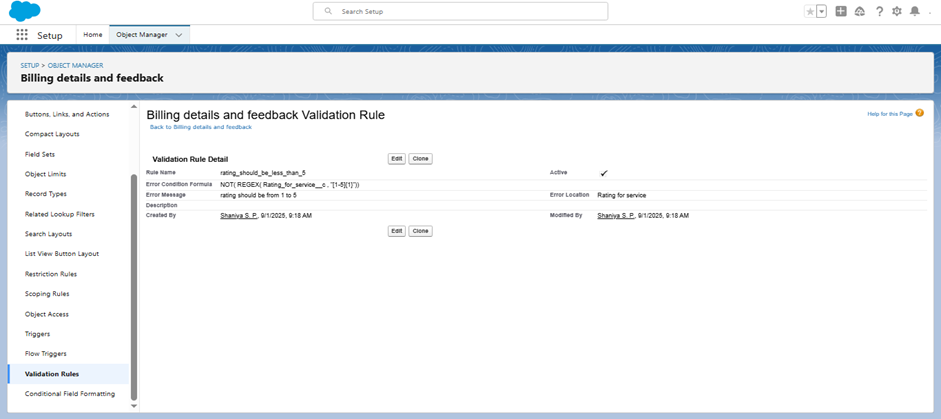 Search Setup
Setup Home Object Manager
SETUP > OBJECT MANAGER
Billing details and feedback
Buttons, Links, and Actions
Compact Layouts
Field Sets
Object Limits
Record Types
Related Lookup Filters
Search Layouts
List View Button Layout
Restriction Rules
Scoping Rules
Object Access
Triggers
Flow Triggers
Validation Rules
Conditional Field Formatting
Billing details and feedback Validation Rule
Help for this Page
Back to Billing details and feedback
Validation Rule Detail
Edit Clone
Rule Name rating_should_be_less_than_5 Active
Error Condition Formula NOT( REGEX( Rating_for_service__c , "[1-5]{1}"))
Error Message rating should be from 1 to 5 Error Location Rating for service
Description
Created By Shaniya S. P, 9/1/2025, 9:18 AM Modified By Shaniya S. P, 9/1/2025, 9:18 AM
Edit Clone